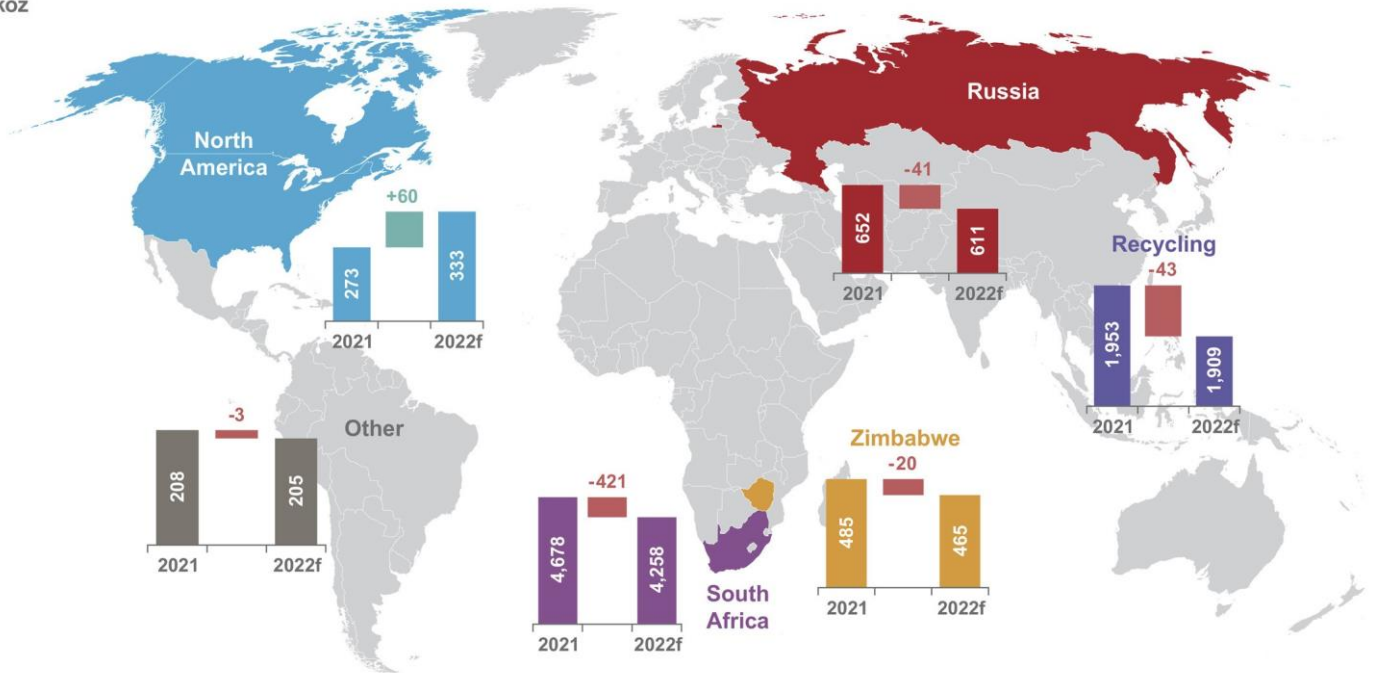 koz
North
America
+60
273
333
2021
2022f
Russia
-41
652
611
2021
2022f
Recycling
-43
1,953
1,909
2021
2022f
Other
-3
208
205
2021
2022f
-421
4,678
4,258
2021
2022f
South
Africa
Zimbabwe
-20
485
465
2021
2022f